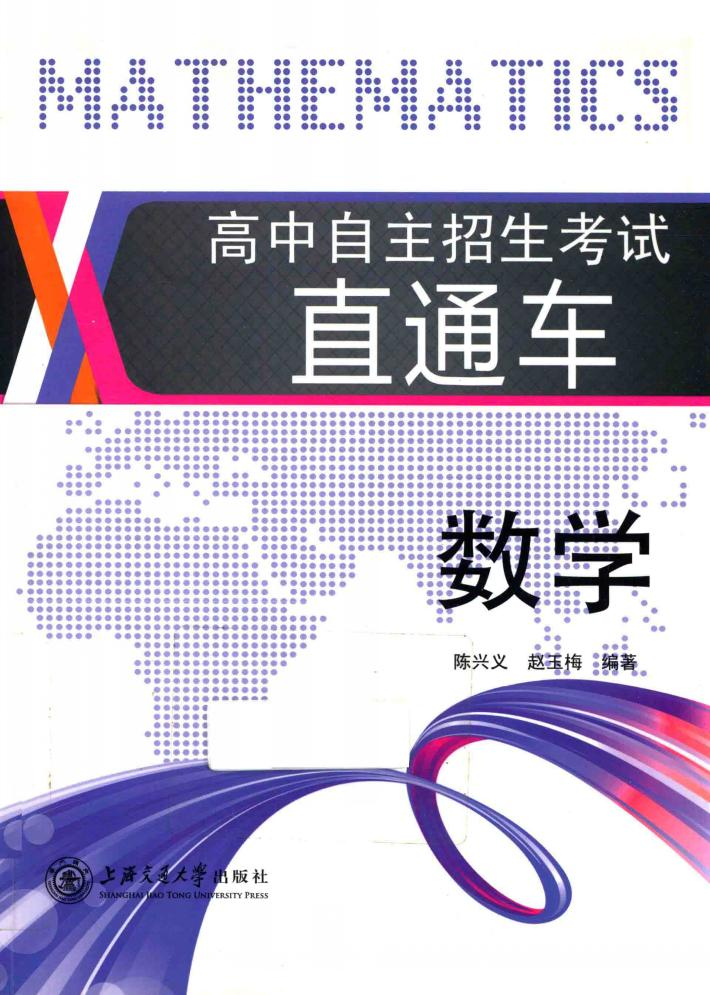 MATHEMATICS
高中自主招生考试
直通车
数学
陈兴义 赵玉梅 编著
上海交通大学出版社
SHANGHAI JIAO TONG UNIVERSITY PRESS